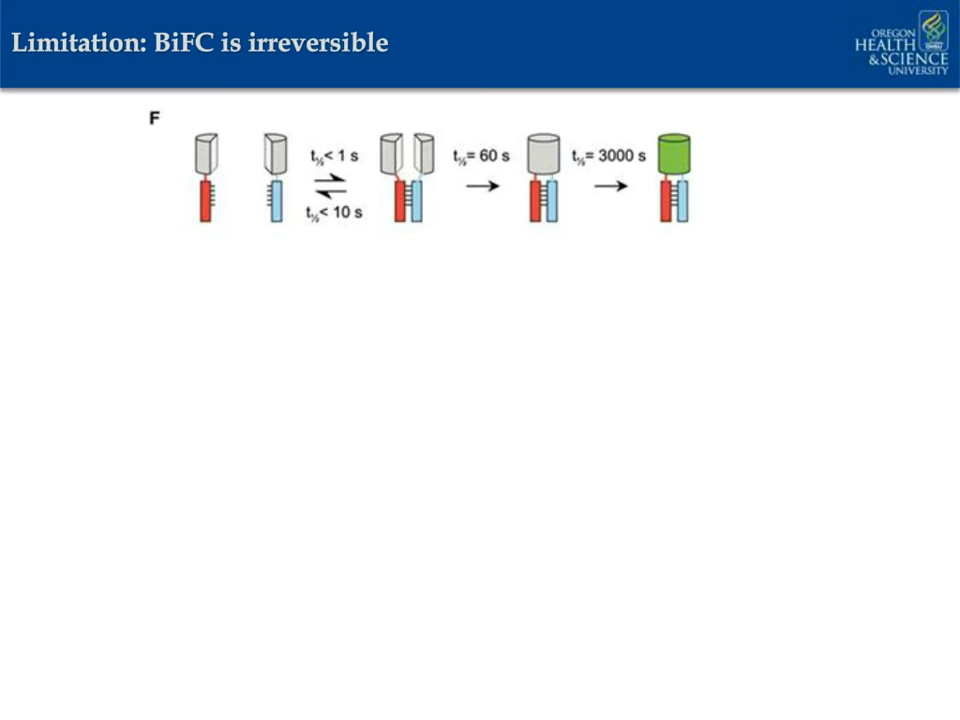 Limitation: BiFC is irreversible
OREGON
HEALTH
& SCIENCE
UNIVERSITY
F
t½< 1 s
t½< 10 s
t½= 60 s
t½= 3000 s